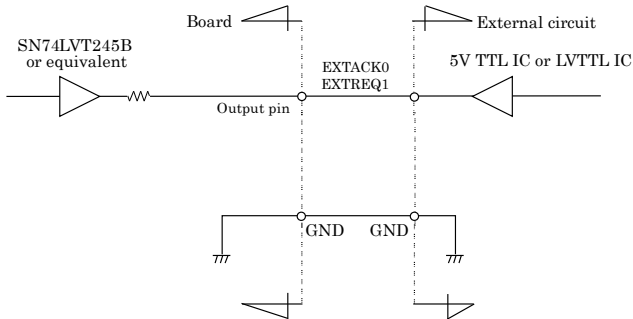 Board
External circuit
SN74LVT245B
or equivalent
EXTACK0
EXTREQ1
5V TTL IC or LVTTL IC
Output pin
GND
GND